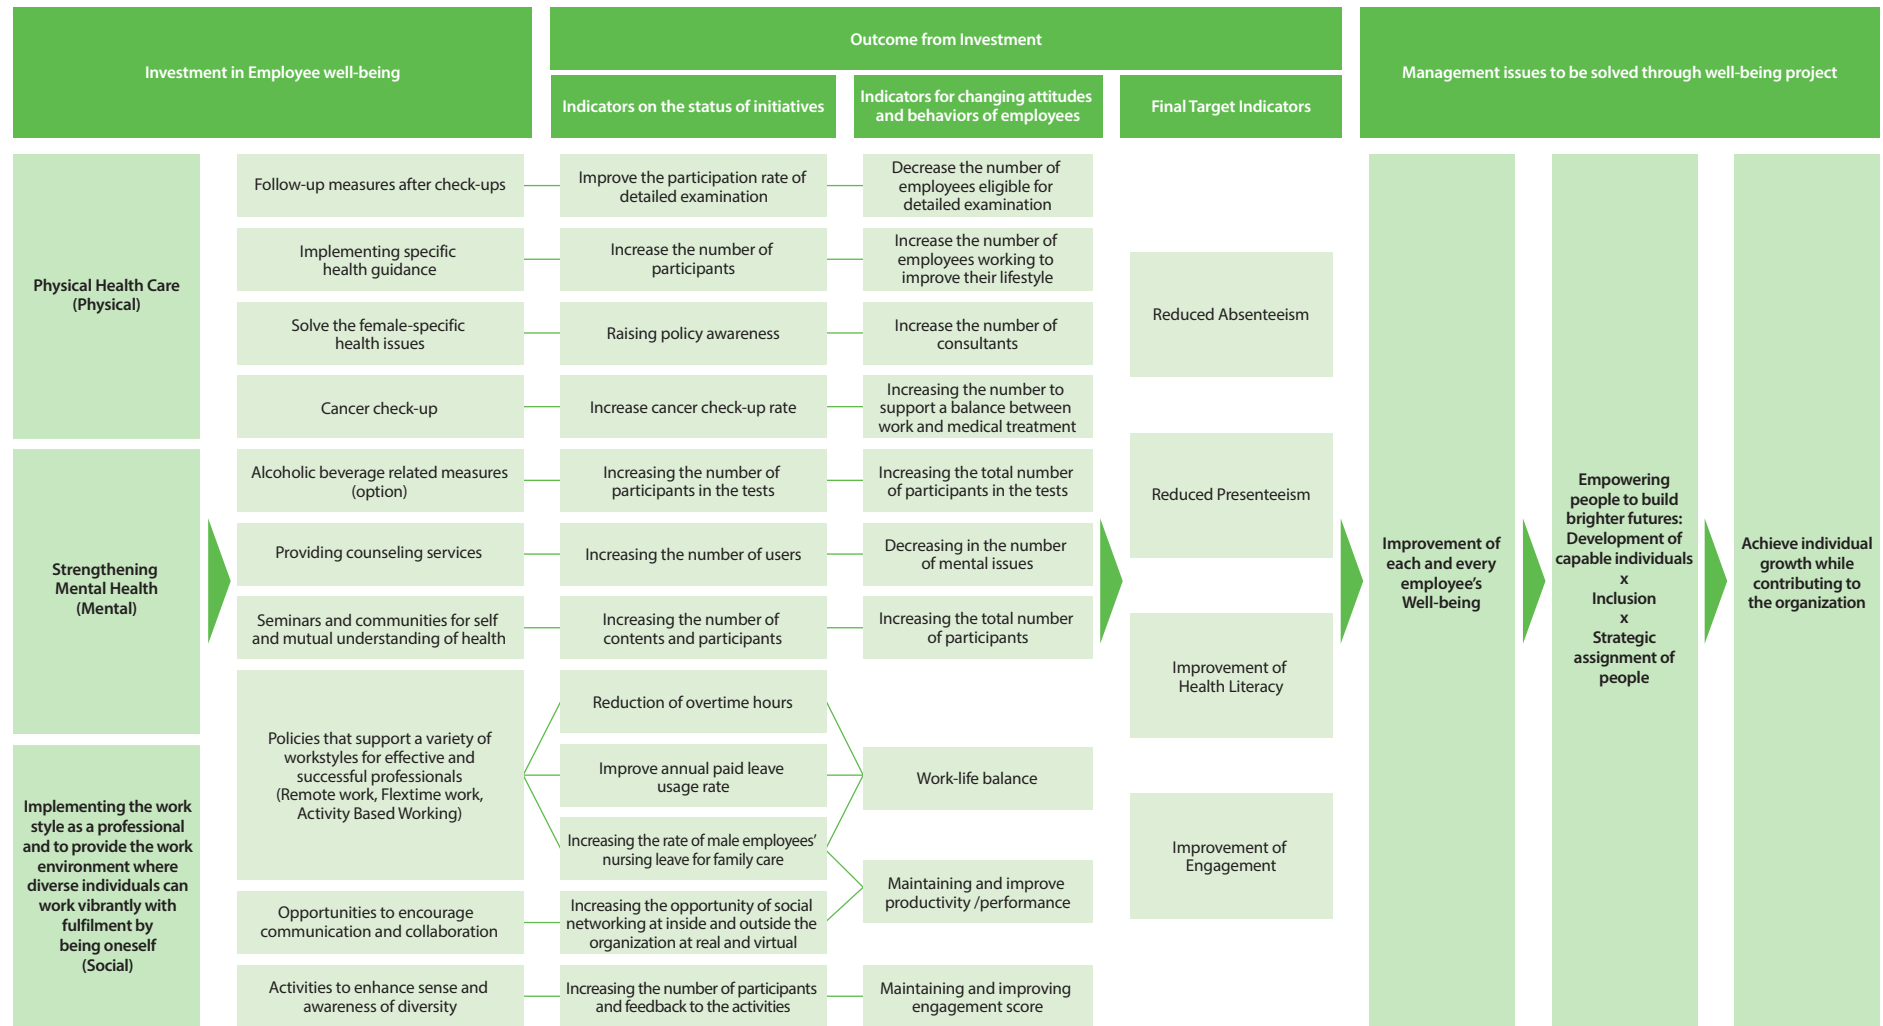 Investment in Employee well-being
Outcome from Investment
Management issues to be solved through well-being project
Indicators on the status of initiatives
Indicators for changing attitudes
and behaviors of employees
Final Target Indicators
Physical Health Care
(Physical)
Strengthening
Mental Health
(Mental)
Implementing the work
style as a professional
and to provide the work
environment where
diverse individuals can
work vibrantly with
fulfilment by
being oneself
(Social)
Follow-up measures after check-ups
Improve the participation rate of
detailed examination
Decrease the number of
employees eligible for
detailed examination
Implementing specific
health guidance
Increase the number of
participants
Increase the number of
employees working to
improve their lifestyle
Solve the female-specific
health issues
Raising policy awareness
Increase the number of
consultants
Cancer check-up
Increase cancer check-up rate
Increasing the number to
support a balance between
work and medical treatment
Alcoholic beverage related measures
(option)
Increasing the number of
participants in the tests
Increasing the total number
of participants in the tests
Providing counseling services
Increasing the number of users
Decreasing in the number
of mental issues
Seminars and communities for self
and mutual understanding of health
Increasing the number of
contents and participants
Increasing the total number
of participants
Policies that support a variety of
workstyles for effective and
successful professionals
(Remote work, Flextime work,
Activity Based Working)
Reduction of overtime hours
Improve annual paid leave
usage rate
Increasing the rate of male employees’
nursing leave for family care
Work-life balance
Opportunities to encourage
communication and collaboration
Increasing the opportunity of social
networking at inside and outside the
organization at real and virtual
Maintaining and improve
productivity /performance
Activities to enhance sense and
awareness of diversity
Increasing the number of participants
and feedback to the activities
Maintaining and improving
engagement score
Reduced Absenteeism
Reduced Presenteeism
Improvement of
Health Literacy
Improvement of
Engagement
Improvement of
each and every
employee’s
Well-being
Empowering
people to build
brighter futures:
Development of
capable individuals
x
Inclusion
x
Strategic
assignment of
people
Achieve individual
growth while
contributing to
the organization